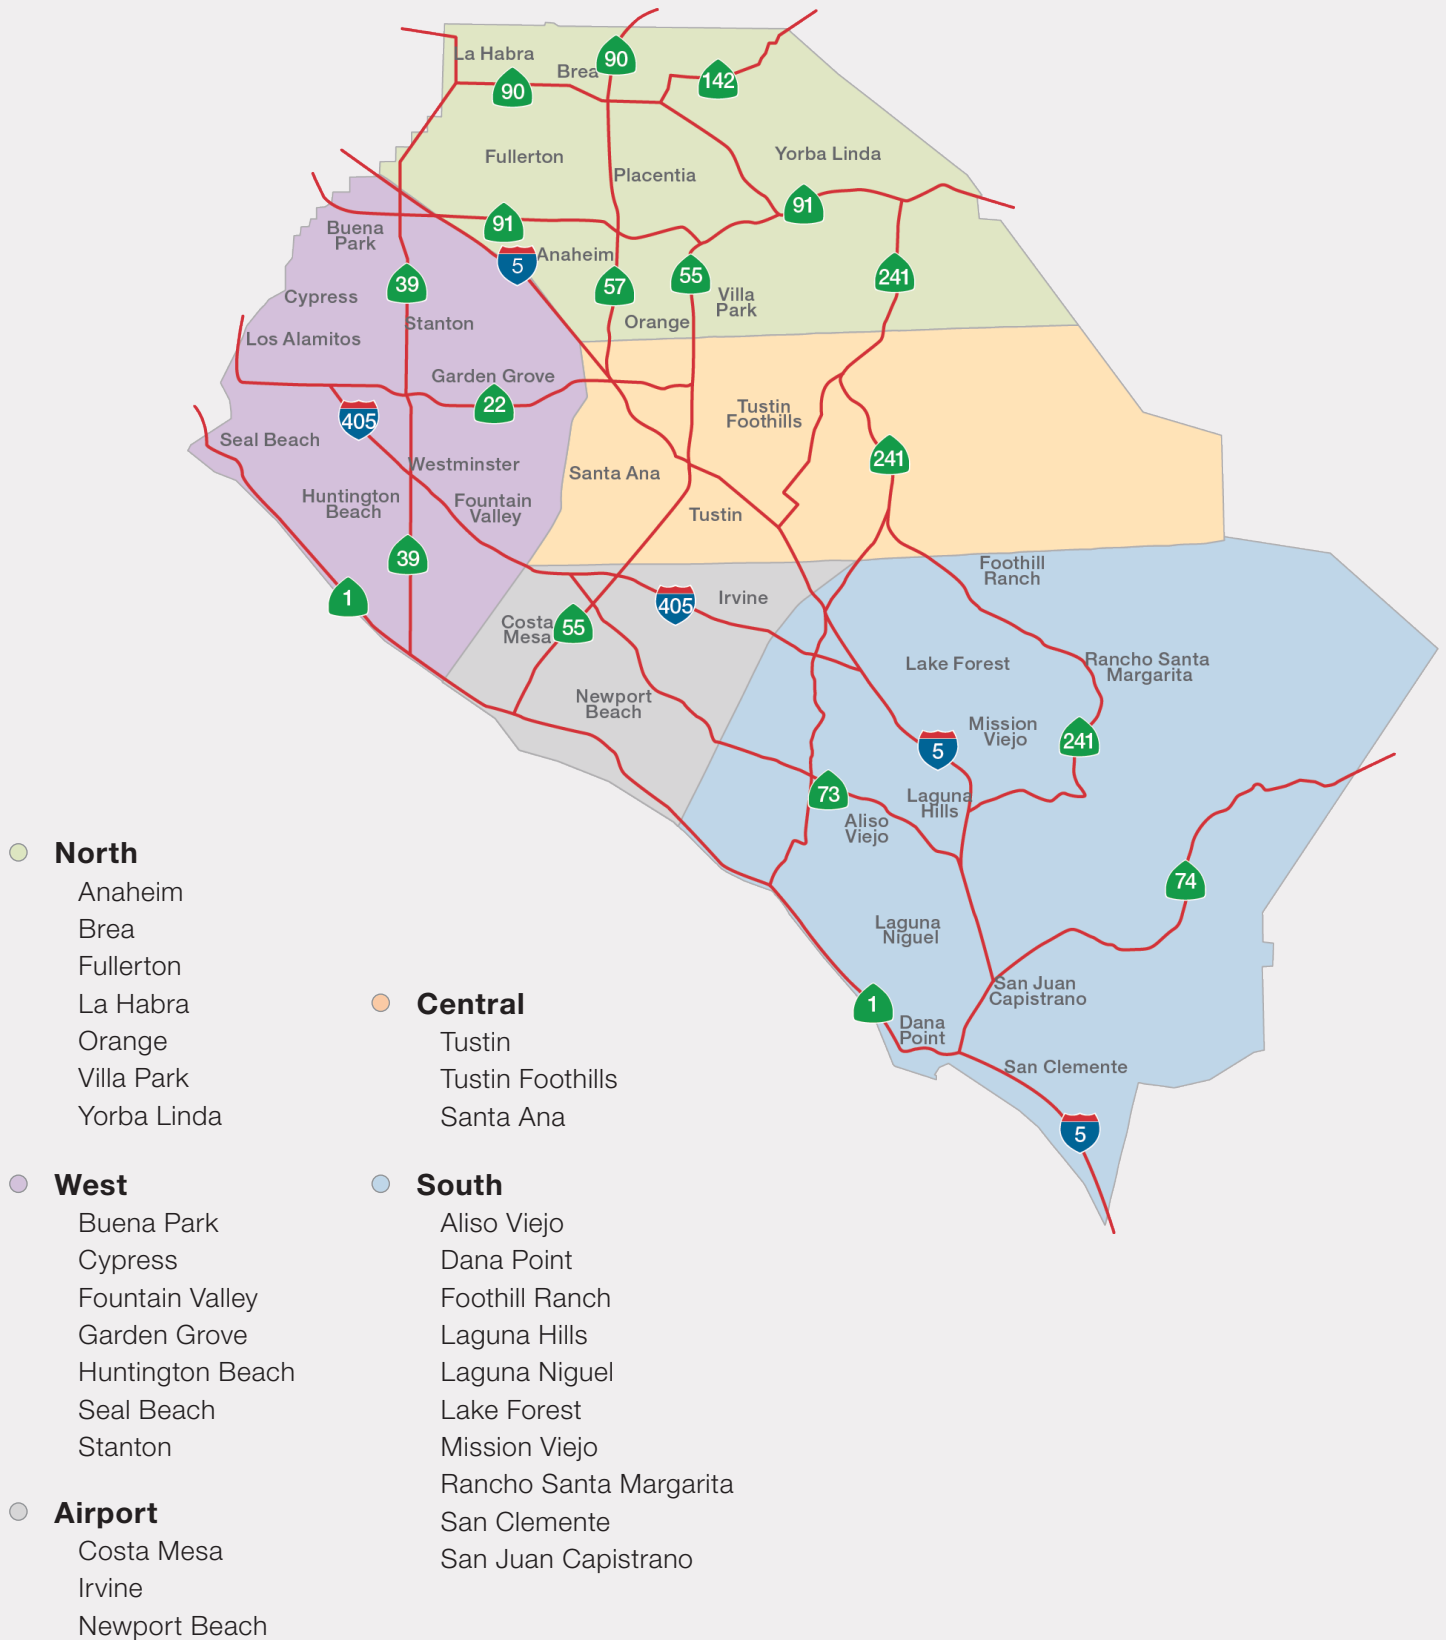 La Habra
Brea
90
90
142
Fullerton
Placentia
Yorba Linda
91
91
Buena
Park
Anaheim
5
39
57
55
241
Cypress
Villa
Park
Stanton
Orange
Los Alamitos
Garden Grove
22
405
Tustin
Foothills
Seal Beach
241
Westminster
Santa Ana
Huntington
Beach
Fountain
Valley
Tustin
39
Foothill
Ranch
1
405
Irvine
Costa
Mesa
55
Lake Forest
Rancho Santa
Margarita
Newport
Beach
Mission
Viejo
241
5
73
Laguna
Hills
Aliso
Viejo
74
Laguna
Niguel
San Juan
Capistrano
1
Dana
Point
San Clemente
5
North
Anaheim
Brea
Fullerton
La Habra
Orange
Villa Park
Yorba Linda
West
Buena Park
Cypress
Fountain Valley
Garden Grove
Huntington Beach
Seal Beach
Stanton
Airport
Costa Mesa
Irvine
Newport Beach
Central
Tustin
Tustin Foothills
Santa Ana
South
Aliso Viejo
Dana Point
Foothill Ranch
Laguna Hills
Laguna Niguel
Lake Forest
Mission Viejo
Rancho Santa Margarita
San Clemente
San Juan Capistrano